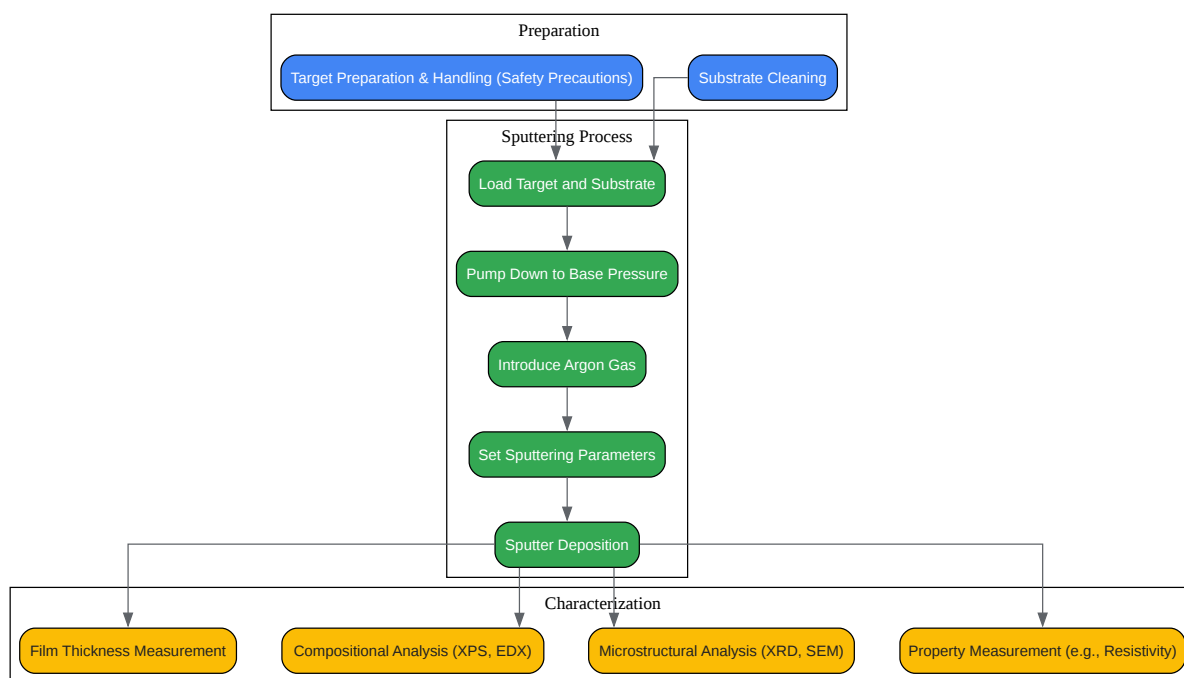 Preparation
Target Preparation & Handling (Safety Precautions)
Substrate Cleaning
Sputtering Process
Load Target and Substrate
Pump Down to Base Pressure
Introduce Argon Gas
Set Sputtering Parameters
Sputter Deposition
Characterization
Film Thickness Measurement
Compositional Analysis (XPS, EDX)
Microstructural Analysis (XRD, SEM)
Property Measurement (e.g., Resistivity)